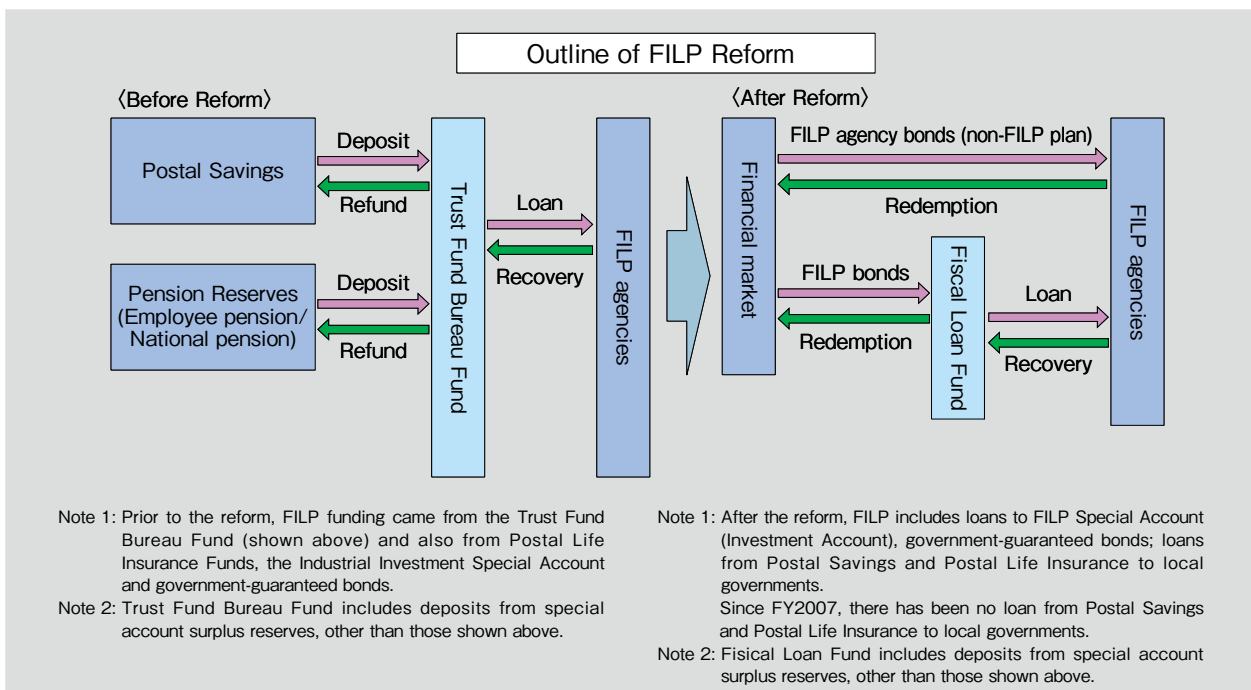 Outline of FILP Reform
〈Before Reform〉
Postal Savings
Deposit
Refund
Pension Reserves
(Employee pension/
National pension)
Deposit
Refund
Trust Fund Bureau Fund
Loan
Recovery
FILP agencies
〈After Reform〉
Financial market
FILP agency bonds (non-FILP plan)
Redemption
FILP bonds
Redemption
Fiscal Loan Fund
Loan
Recovery
FILP agencies
Note 1: Prior to the reform, FILP funding came from the Trust Fund
Bureau Fund (shown above) and also from Postal Life
Insurance Funds, the Industrial Investment Special Account
and government-guaranteed bonds.
Note 2: Trust Fund Bureau Fund includes deposits from special
account surplus reserves, other than those shown above.
Note 1: After the reform, FILP includes loans to FILP Special Account
(Investment Account), government-guaranteed bonds; loans
from Postal Savings and Postal Life Insurance to local
governments.
Since FY2007, there has been no loan from Postal Savings
and Postal Life Insurance to local governments.
Note 2: Fisical Loan Fund includes deposits from special account
surplus reserves, other than those shown above.